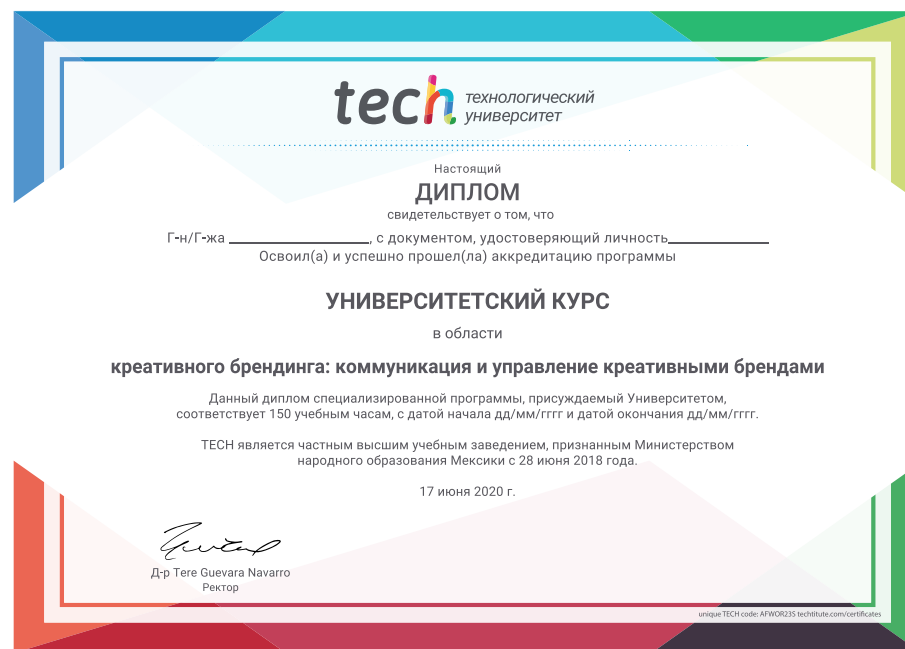 tech технологический
университет
Настоящий
ДИПЛОМ
свидетельствует о том, что
Г-н/Г-жа ____________________, с документом, удостоверяющий личность______________
Освоил(а) и успешно прошел(ла) аккредитацию программы
УНИВЕРСИТЕТСКИЙ КУРС
в области
креативного брендинга: коммуникация и управление креативными брендами
Данный диплом специализированной программы, присуждаемый Университетом,
соответствует 150 учебным часам, с датой начала дд/мм/гггг и датой окончания дд/мм/гггг.
TECH является частным высшим учебным заведением, признанным Министерством
народного образования Мексики с 28 июня 2018 года.
17 июня 2020 г.
Д-р Tere Guevara Navarro
Ректор
unique TECH code: AFWOR23S techtitute.com/certificates